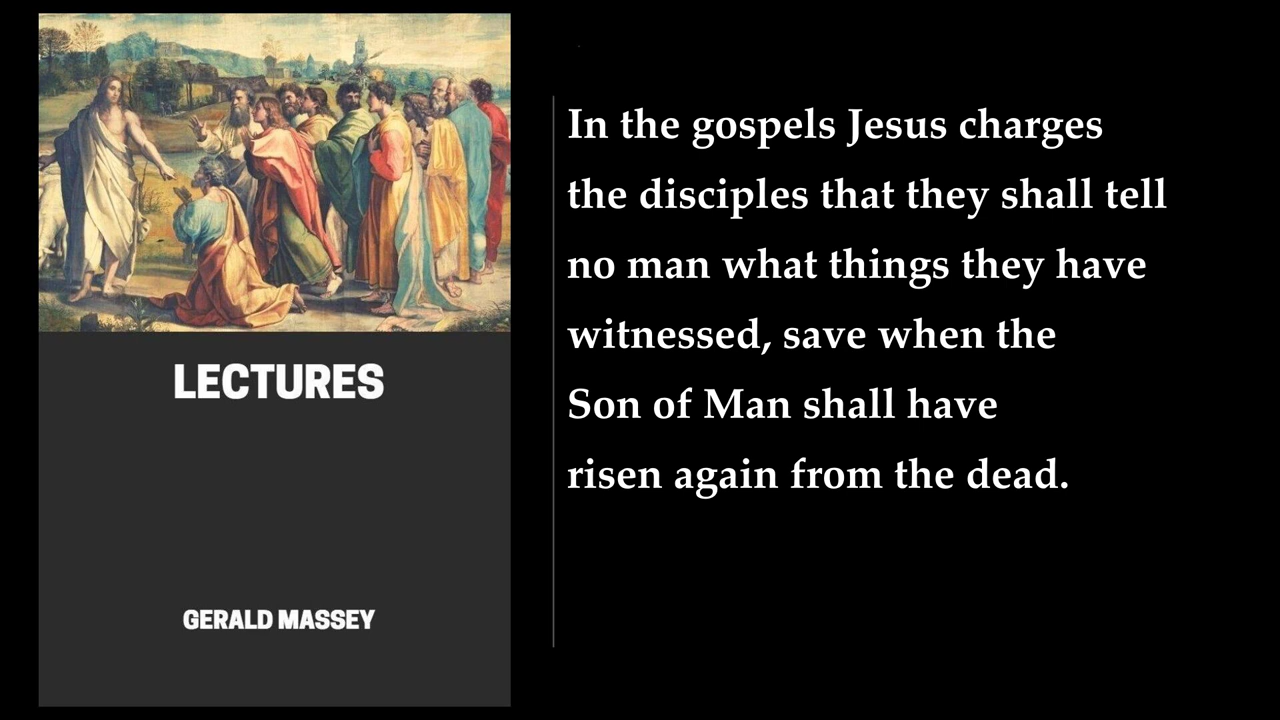 LECTURES
GERALD MASSEY
In the gospels Jesus charges
the disciples that they shall tell
no man what things they have
witnessed, save when the
Son of Man shall have
risen again from the dead.